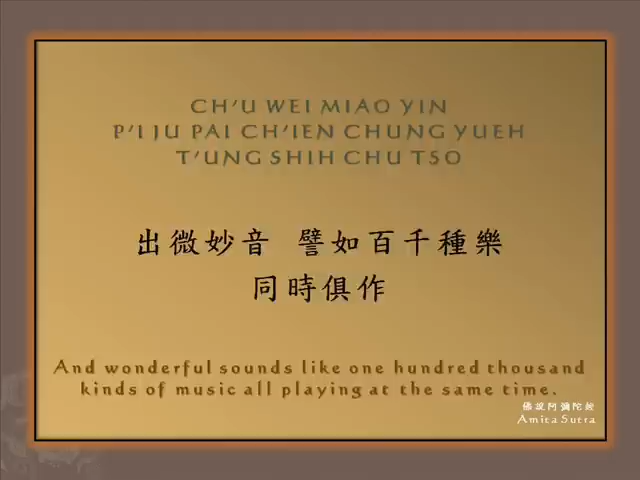 CH'U WEI MIAO YIN
P'I JU PAI CH'IEN CHUNG YUEH
T'UNG SHIH CHU TSO
出微妙音 譬如百千種樂
同時俱作
And wonderful sounds like one hundred thousand
kinds of music all playing at the same time.
佛說阿彌陀經
Amita Sutra